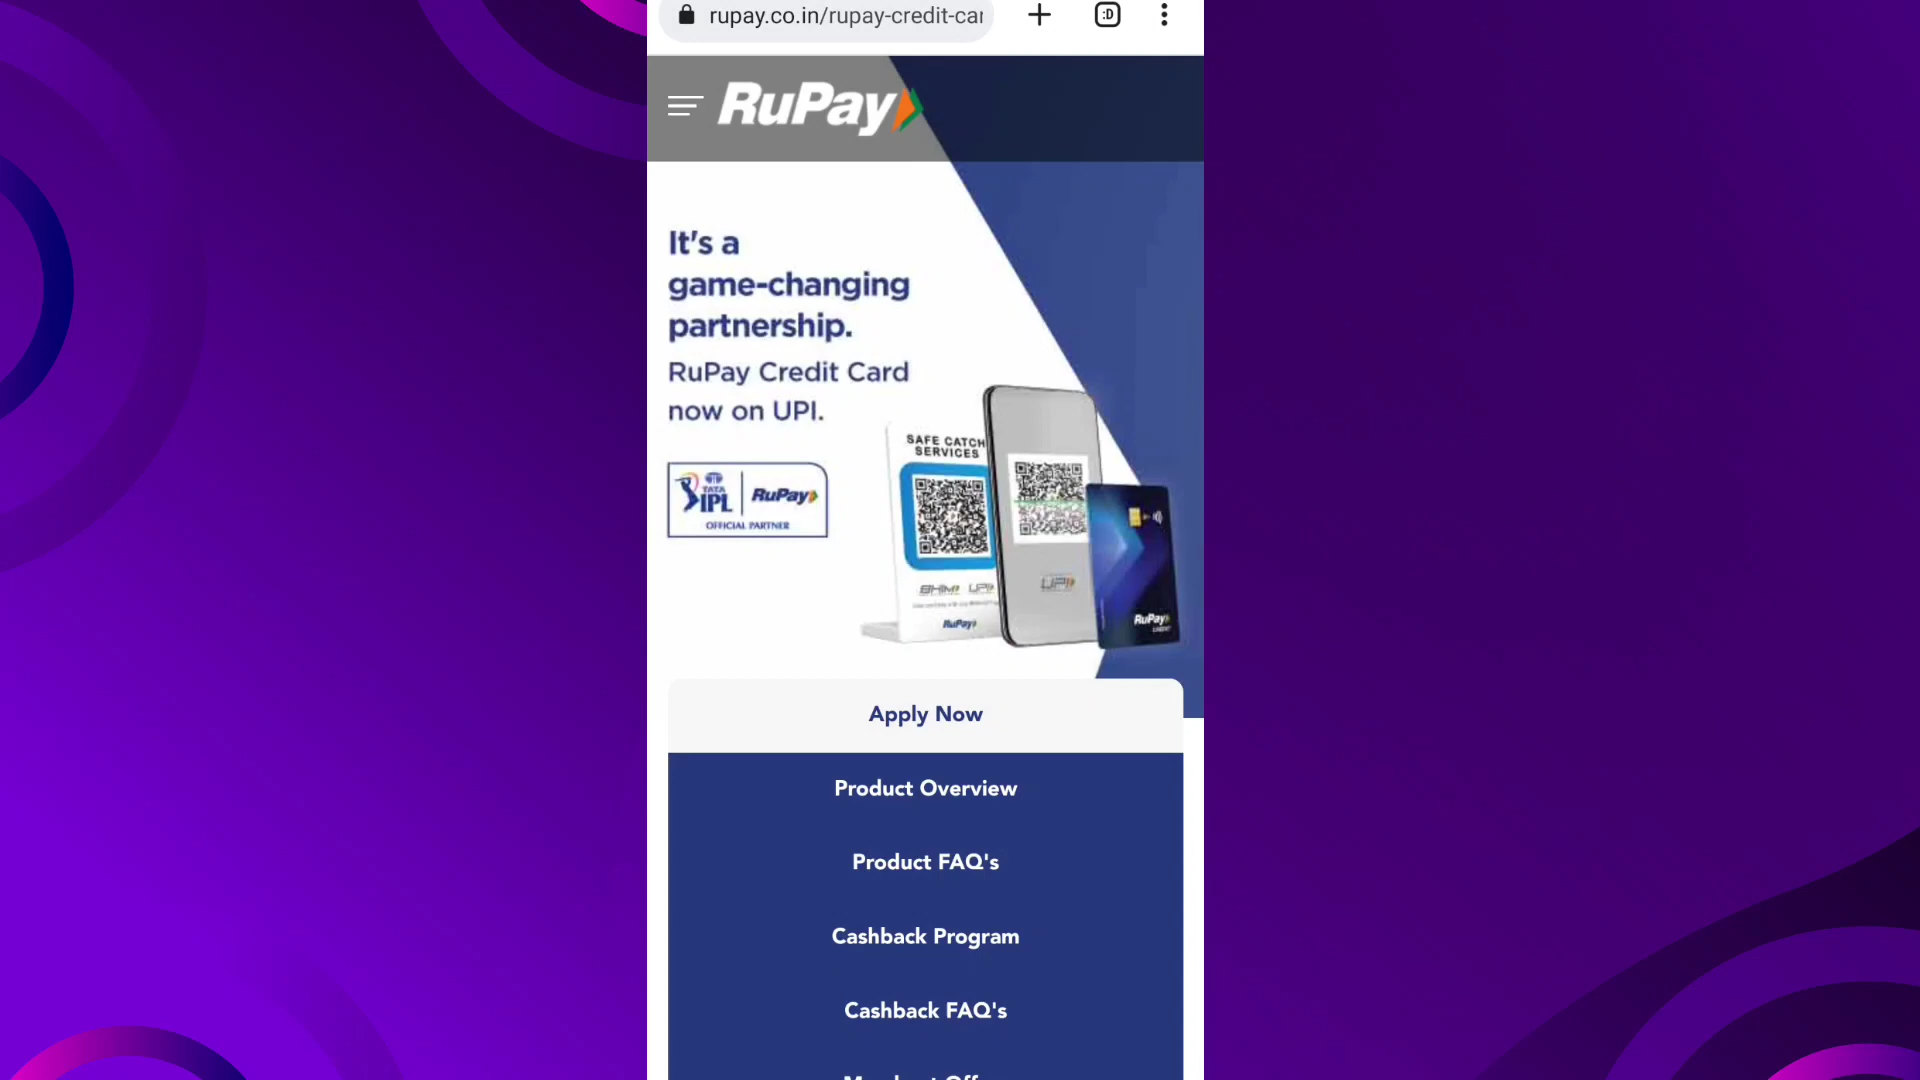 rupay.co.in/rupay-credit-car
:D
RuPay
It's a
game-changing
partnership.
RuPay Credit Card
now on UPI.
SAFE CATCH
SERVICES
TATA
IPL
RuPay
OFFICIAL PARTNER
BHIM UPI
RuPay
UPI
RuPay
Apply Now
Product Overview
Product FAQ's
Cashback Program
Cashback FAQ's